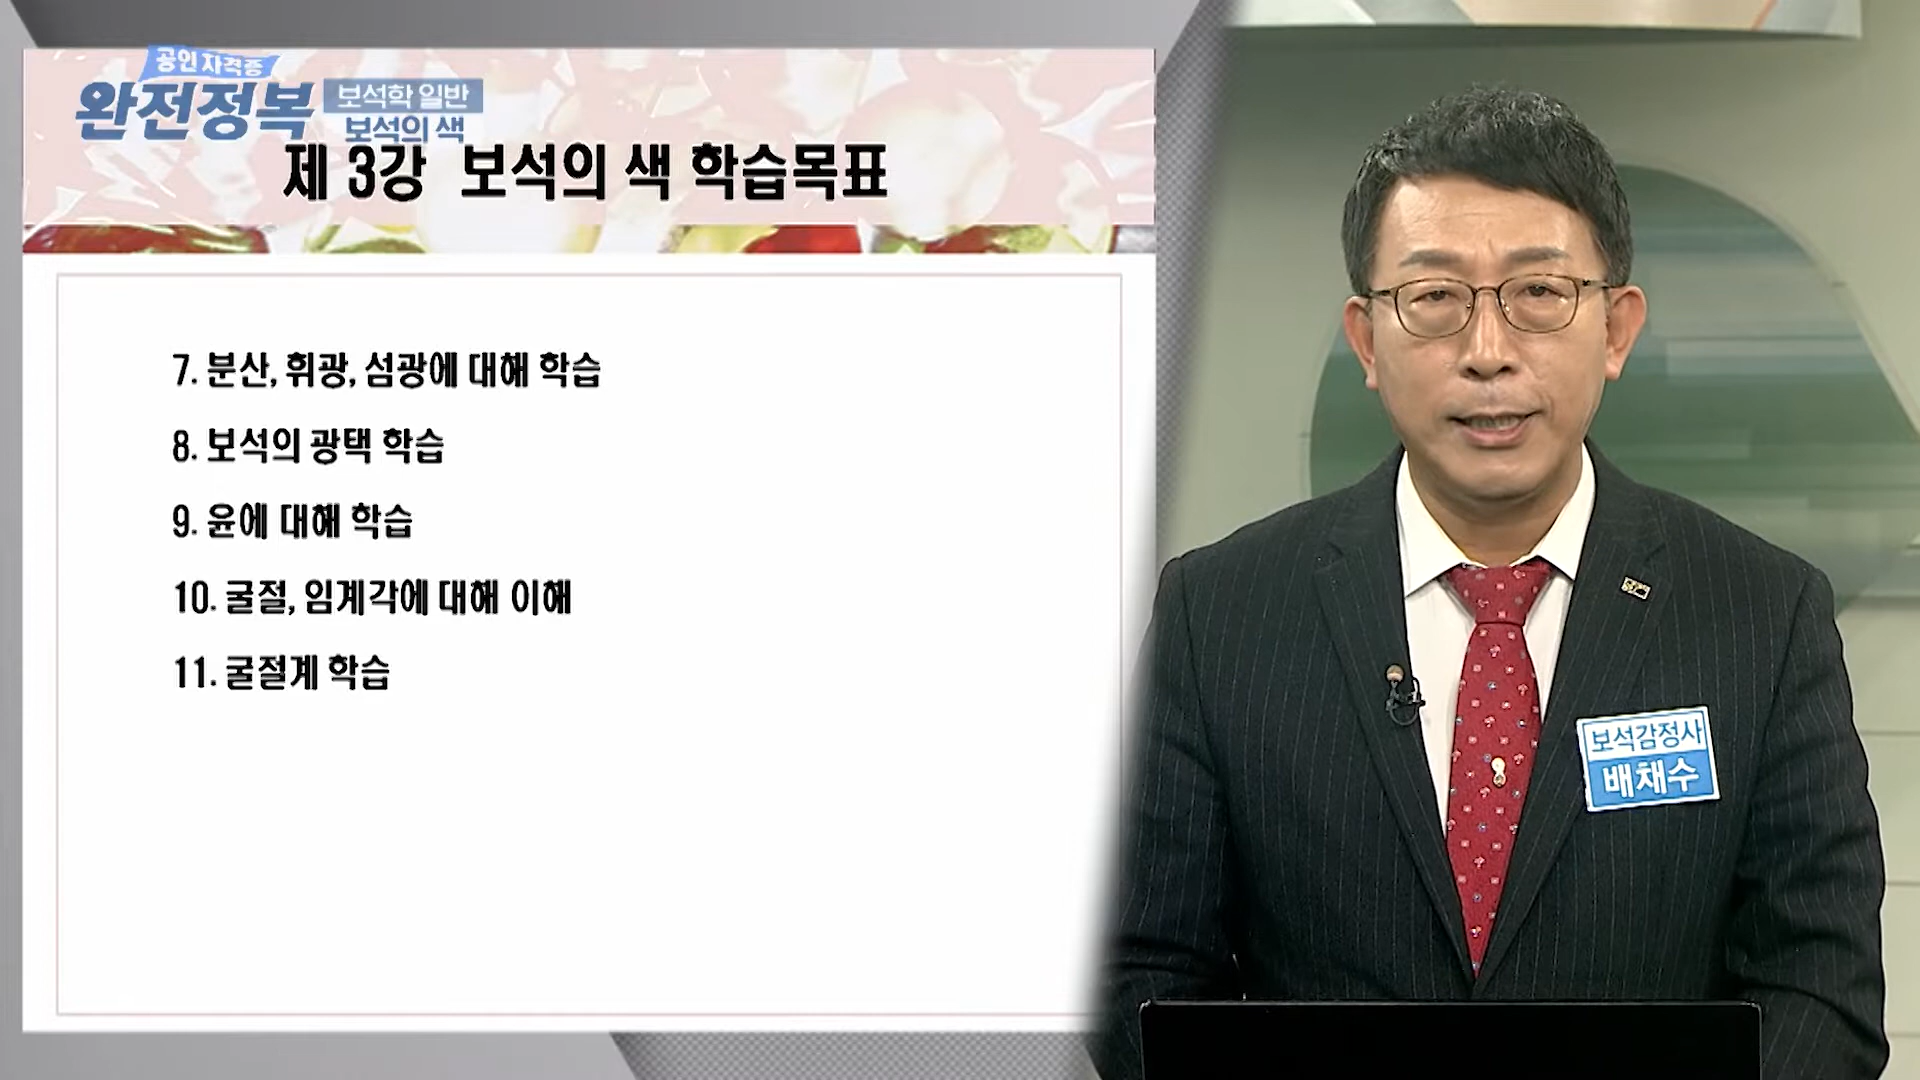 공인 자격증
완전정복
보석학 일반
보석의 색
제 3강 보석의 색 학습목표
7. 분산, 휘광, 섬광에 대해 학습
8. 보석의 광택 학습
9. 윤에 대해 학습
10. 굴절, 임계각에 대해 이해
11. 굴절계 학습
보석감정사
배채수